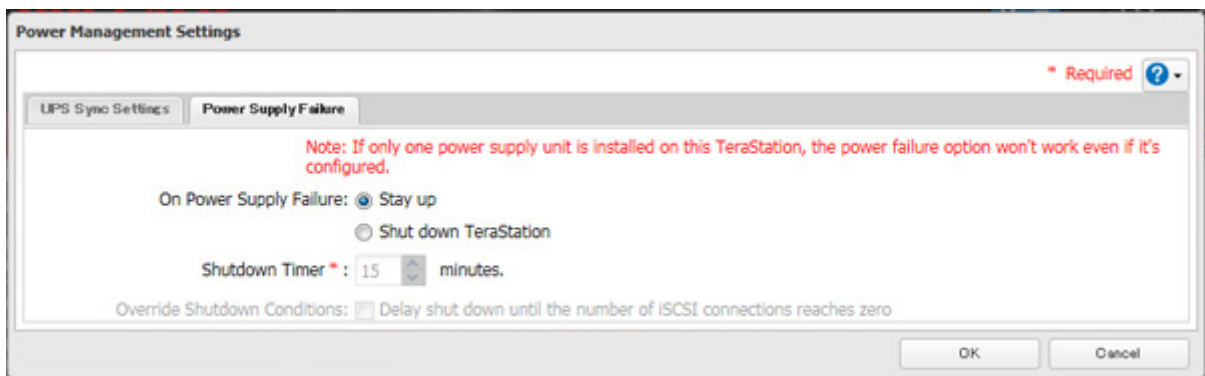 Power Management Settings
* Required
UPS Sync Settings Power Supply Failure
Note: If only one power supply unit is installed on this TeraStation, the power failure option won't work even if it's
configured.
On Power Supply Failure: Stay up
Shut down TeraStation
Shutdown Timer * : 15 minutes.
Override Shutdown Conditions: Delay shut down until the number of iSCSI connections reaches zero
OK Cancel